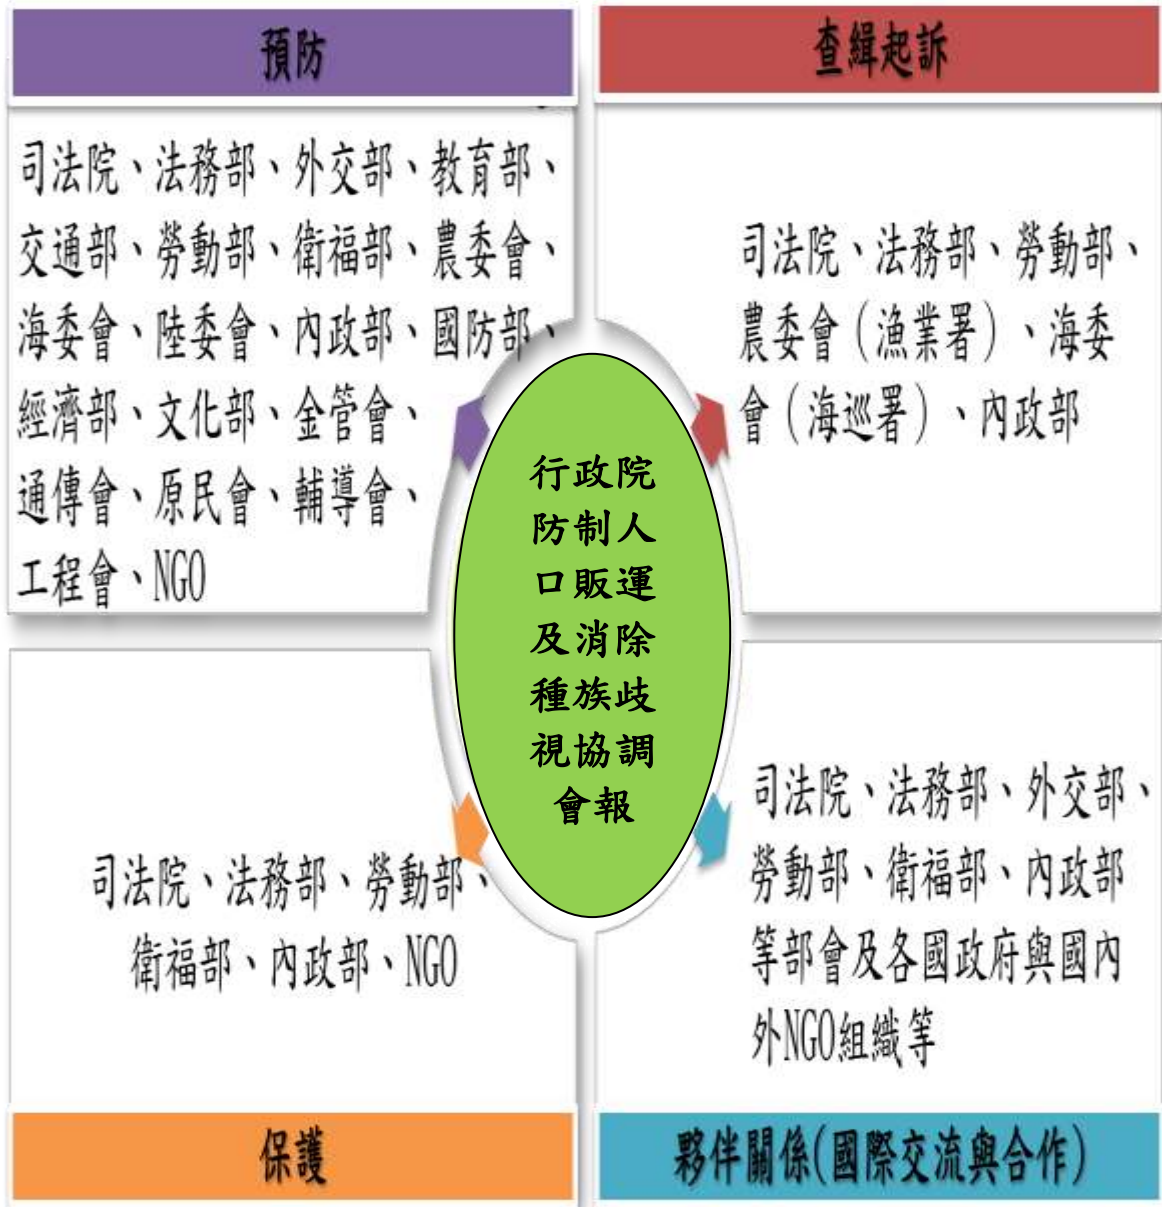 預防
司法院、法務部、外交部、教育部、
交通部、勞動部、衛福部、農委會、
海委會、陸委會、內政部、國防部、
經濟部、文化部、金管會、
通傳會、原民會、輔導會、
工程會、NGO
查緝起訴
司法院、法務部、勞動部、
農委會（漁業署）、海委
會（海巡署）、內政部
行政院
防制人
口販運
及消除
種族歧
視協調
會報
司法院、法務部、勞動部、
衛福部、內政部、NGO
保護
司法院、法務部、外交部、
勞動部、衛福部、內政部
等部會及各國政府與國內
外NGO組織等
夥伴關係(國際交流與合作)